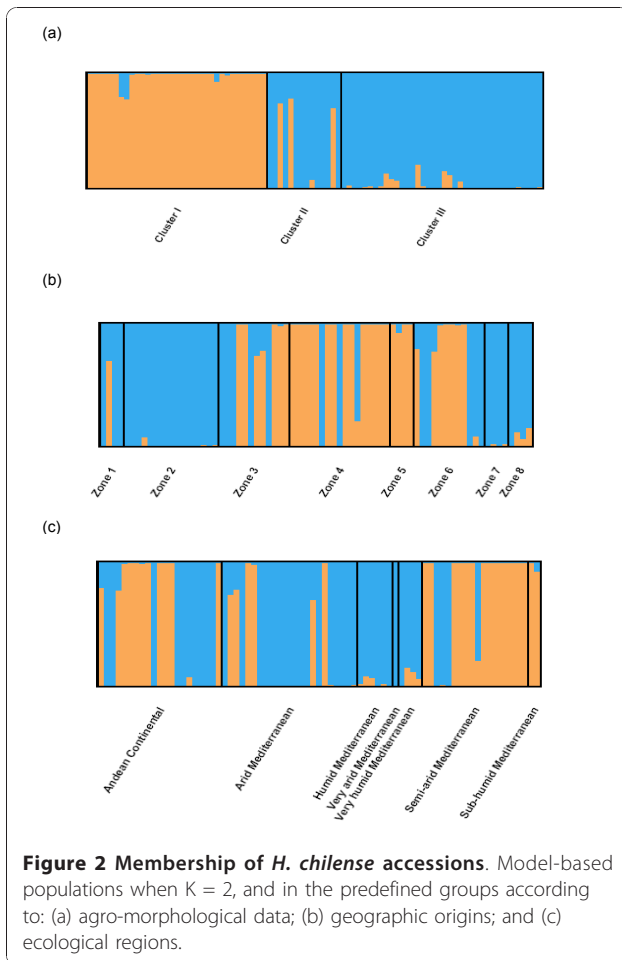 (a)
Cluster I
Cluster II
Cluster III
(b)
Zone 1
Zone 2
Zone 3
Zone 4
Zone 5
Zone 6
Zone 7
Zone 8
(c)
Andean Continental
Arid Mediterranean
Humid Mediterranean
Very arid Mediterranean
Very humid Mediterranean
Semi-arid Mediterranean
Sub-humid Mediterranean
Figure 2 Membership of H. chilense accessions. Model-based
populations when K = 2, and in the predefined groups according
to: (a) agro-morphological data; (b) geographic origins; and (c)
ecological regions.